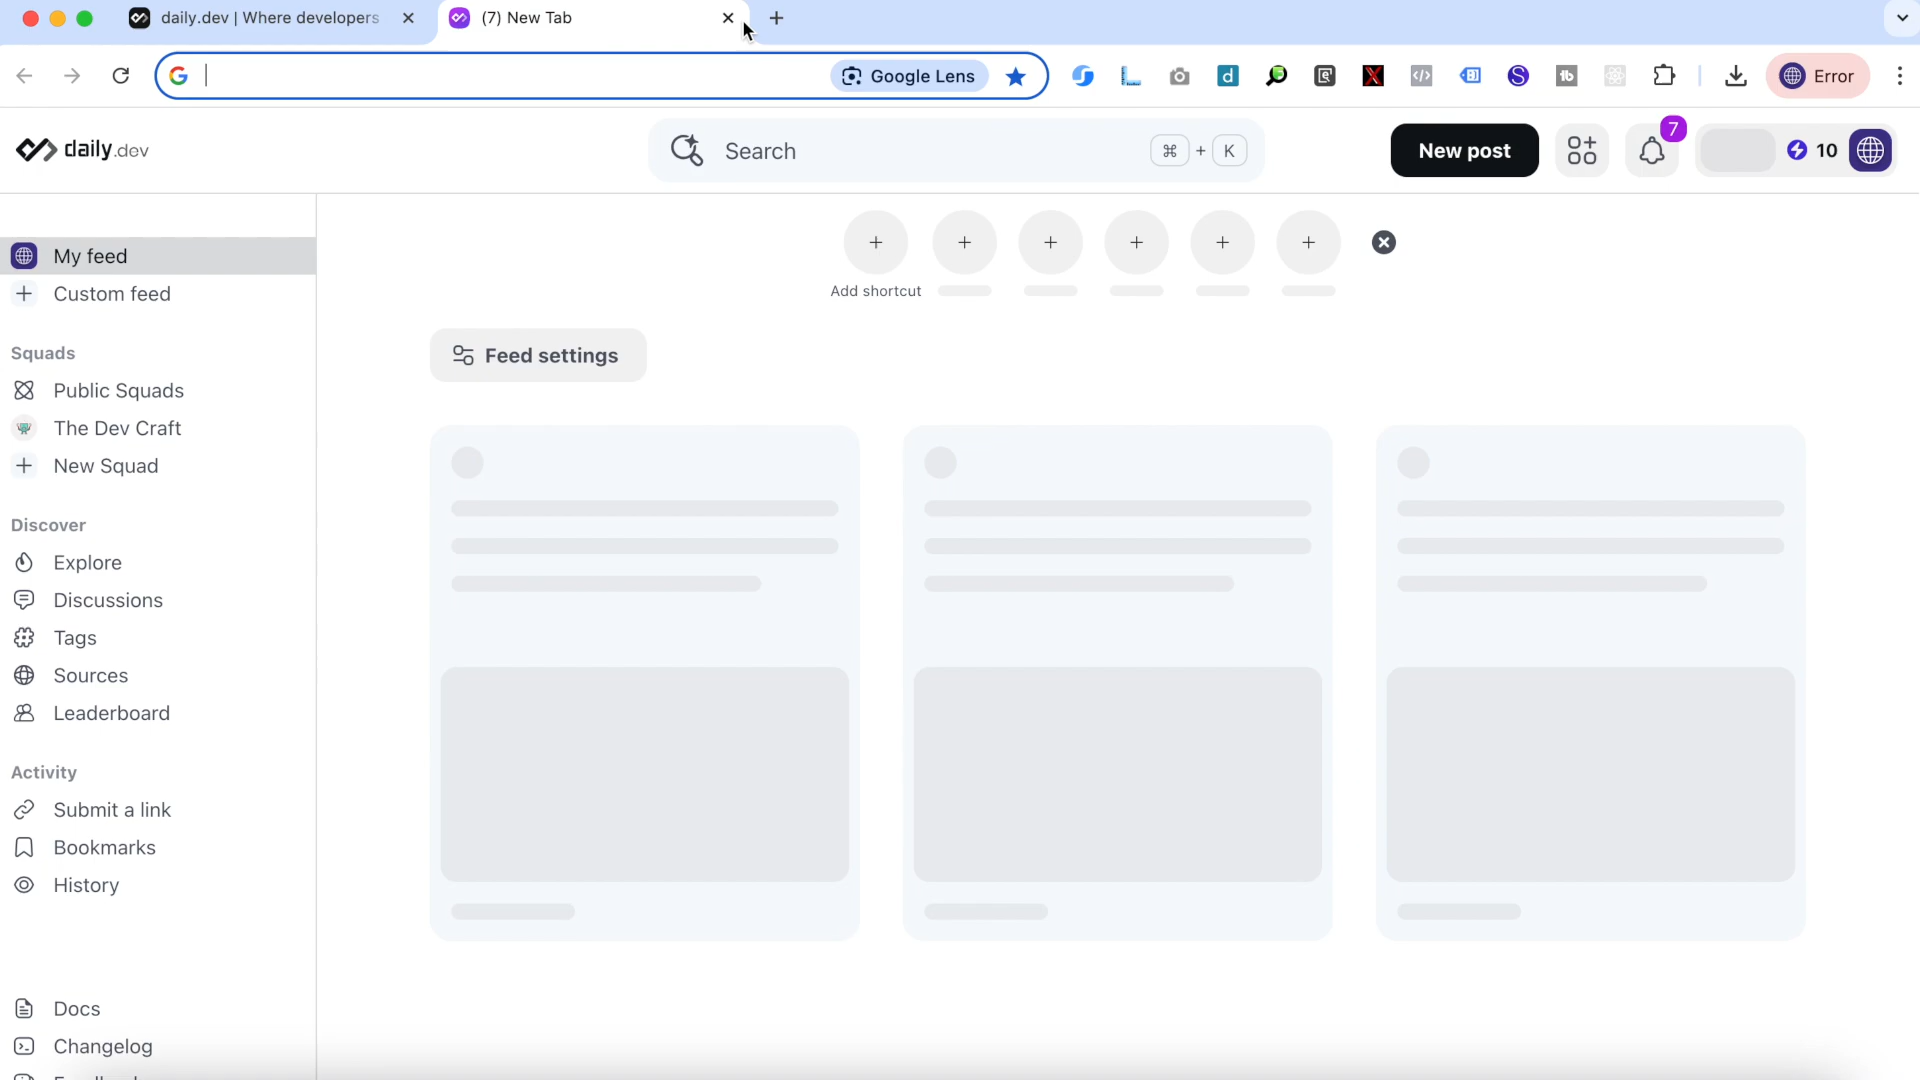 daily.dev | Where developers
(7) New Tab
Google Lens
Error
daily.dev
Search
⌘ + K
New post
7
10
My feed
Custom feed
Add shortcut
Feed settings
Squads
Public Squads
The Dev Craft
New Squad
Discover
Explore
Discussions
Tags
Sources
Leaderboard
Activity
Submit a link
Bookmarks
History
Docs
Changelog